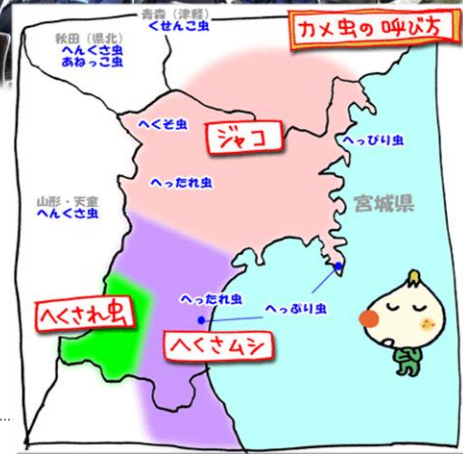 青森（津軽）
くせんこ虫
カメ虫の呼び方
秋田（県北）
へんくさ虫
あねっこ虫
へくそ虫
ジャコ
へっぴり虫
へったれ虫
山形・天童
へんくさ虫
宮城県
へくされ虫
へったれ虫
へっぷり虫
へくさムシ